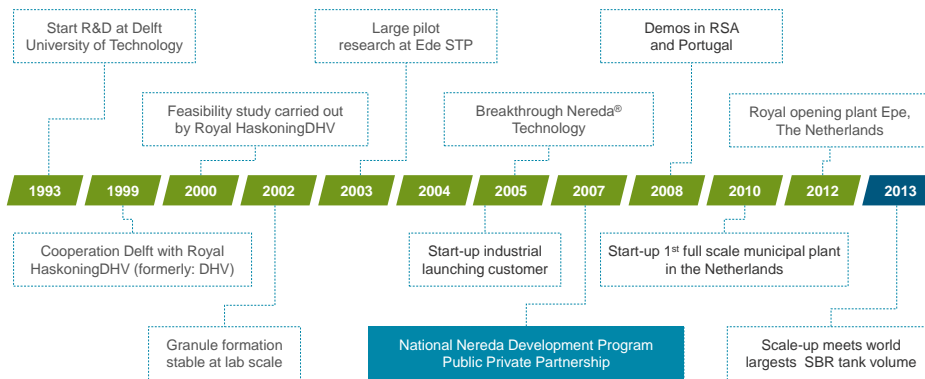 Start R&D at Delft
University of Technology
Large pilot
research at Ede STP
Demos in RSA
and Portugal
Feasibility study carried out
by Royal HaskoningDHV
Breakthrough Nereda®
Technology
Royal opening plant Epe,
The Netherlands
1993 1999 2000 2002 2003 2004 2005 2007 2008 2010 2012 2013
Cooperation Delft with Royal
HaskoningDHV (formerly: DHV)
Start-up industrial
launching customer
Start-up 1st full scale municipal plant
in the Netherlands
Granule formation
stable at lab scale
National Nereda Development Program
Public Private Partnership
Scale-up meets world
largests SBR tank volume